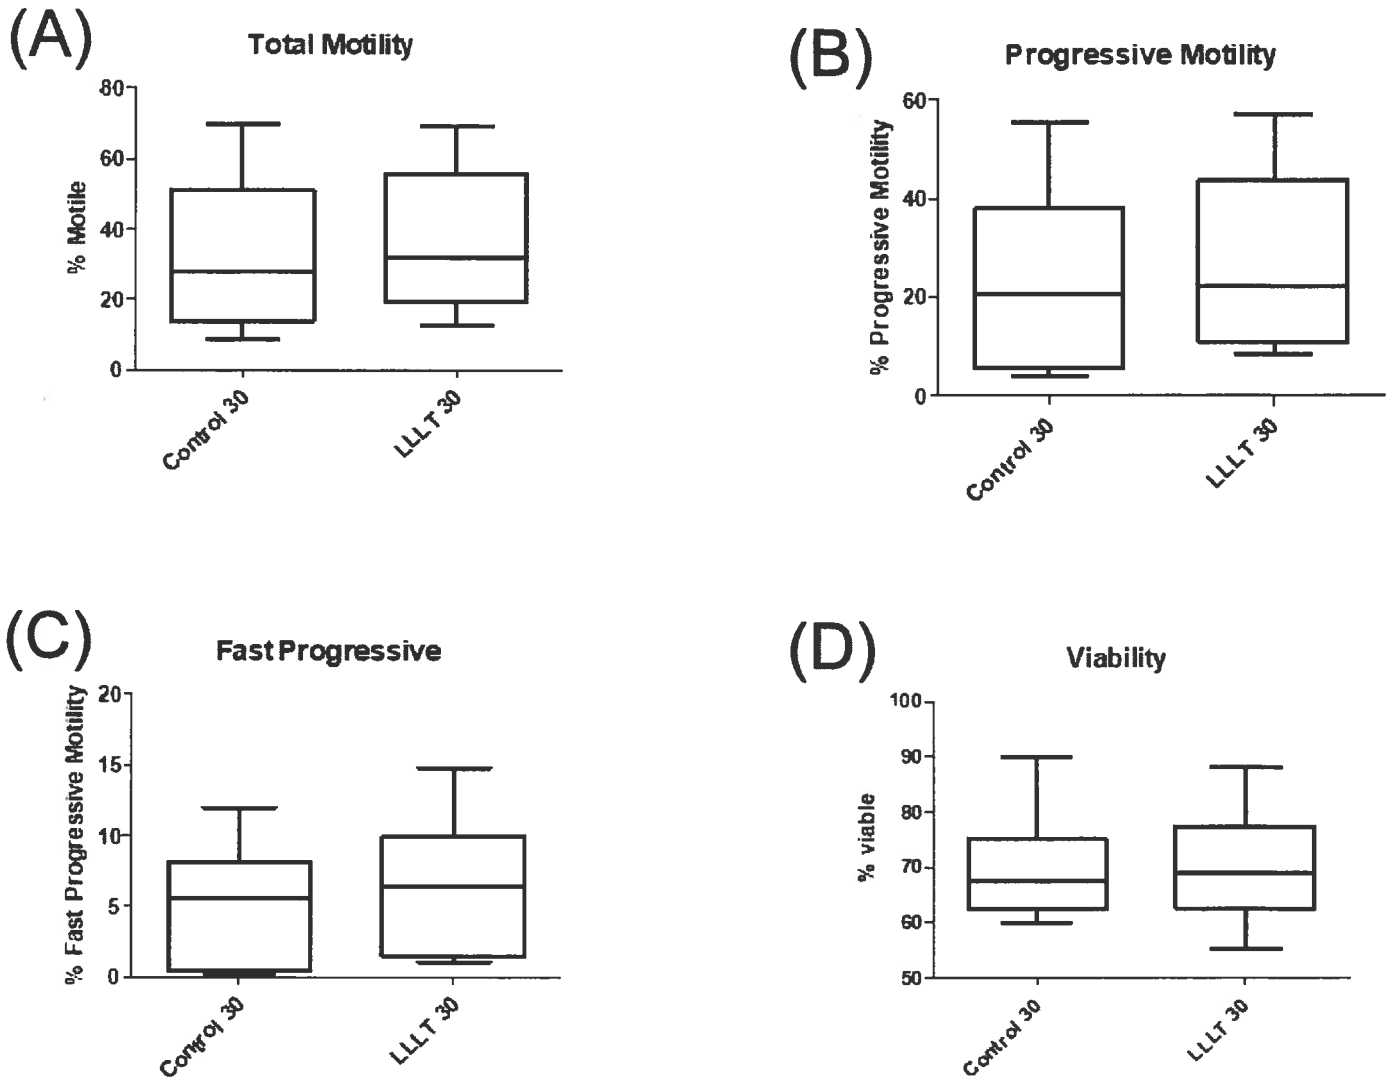 (A)
Total Motility
% Motile
80
60
40
20
0
Control 30
LLLT 30
(B)
Progressive Motility
% Progressive Motility
60
40
20
0
Control 30
LLLT 30
(C)
Fast Progressive
% Fast Progressive Motility
20
15
10
5
0
Control 30
LLLT 30
(D)
Viability
% viable
100
90
80
70
60
50
Control 30
LLLT 30